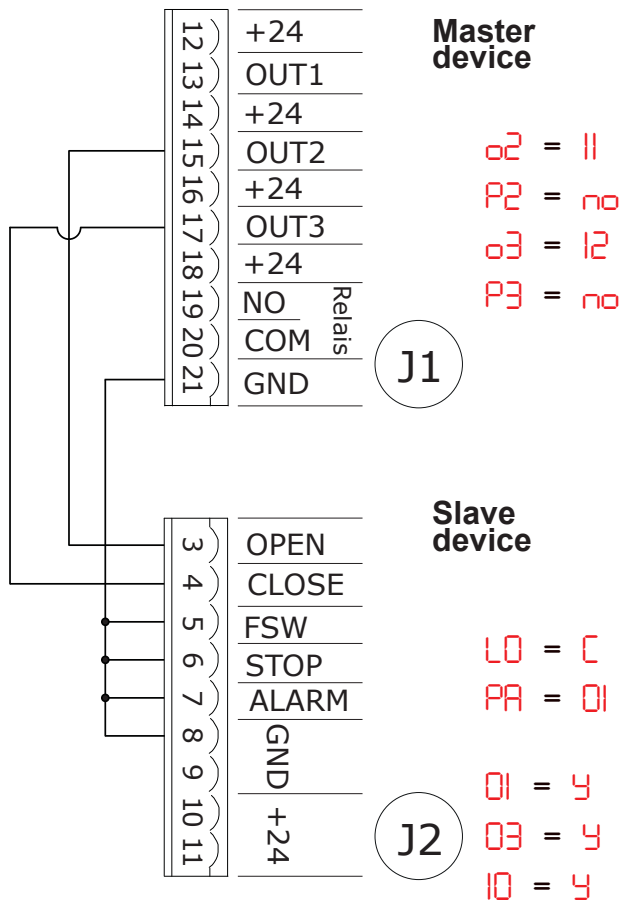 12 +24
13 OUT1
14 +24
15 OUT2
16 +24
17 OUT3
18 +24
19 NO
20 COM
Relais
21 GND
J1
Master
device
o2 = 11
P2 = no
o3 = 12
P3 = no
3 OPEN
4 CLOSE
5 FSW
6 STOP
7 ALARM
8
9
GND
10
11
+24
J2
Slave
device
LO = C
PA = 01
01 = Y
03 = Y
10 = Y